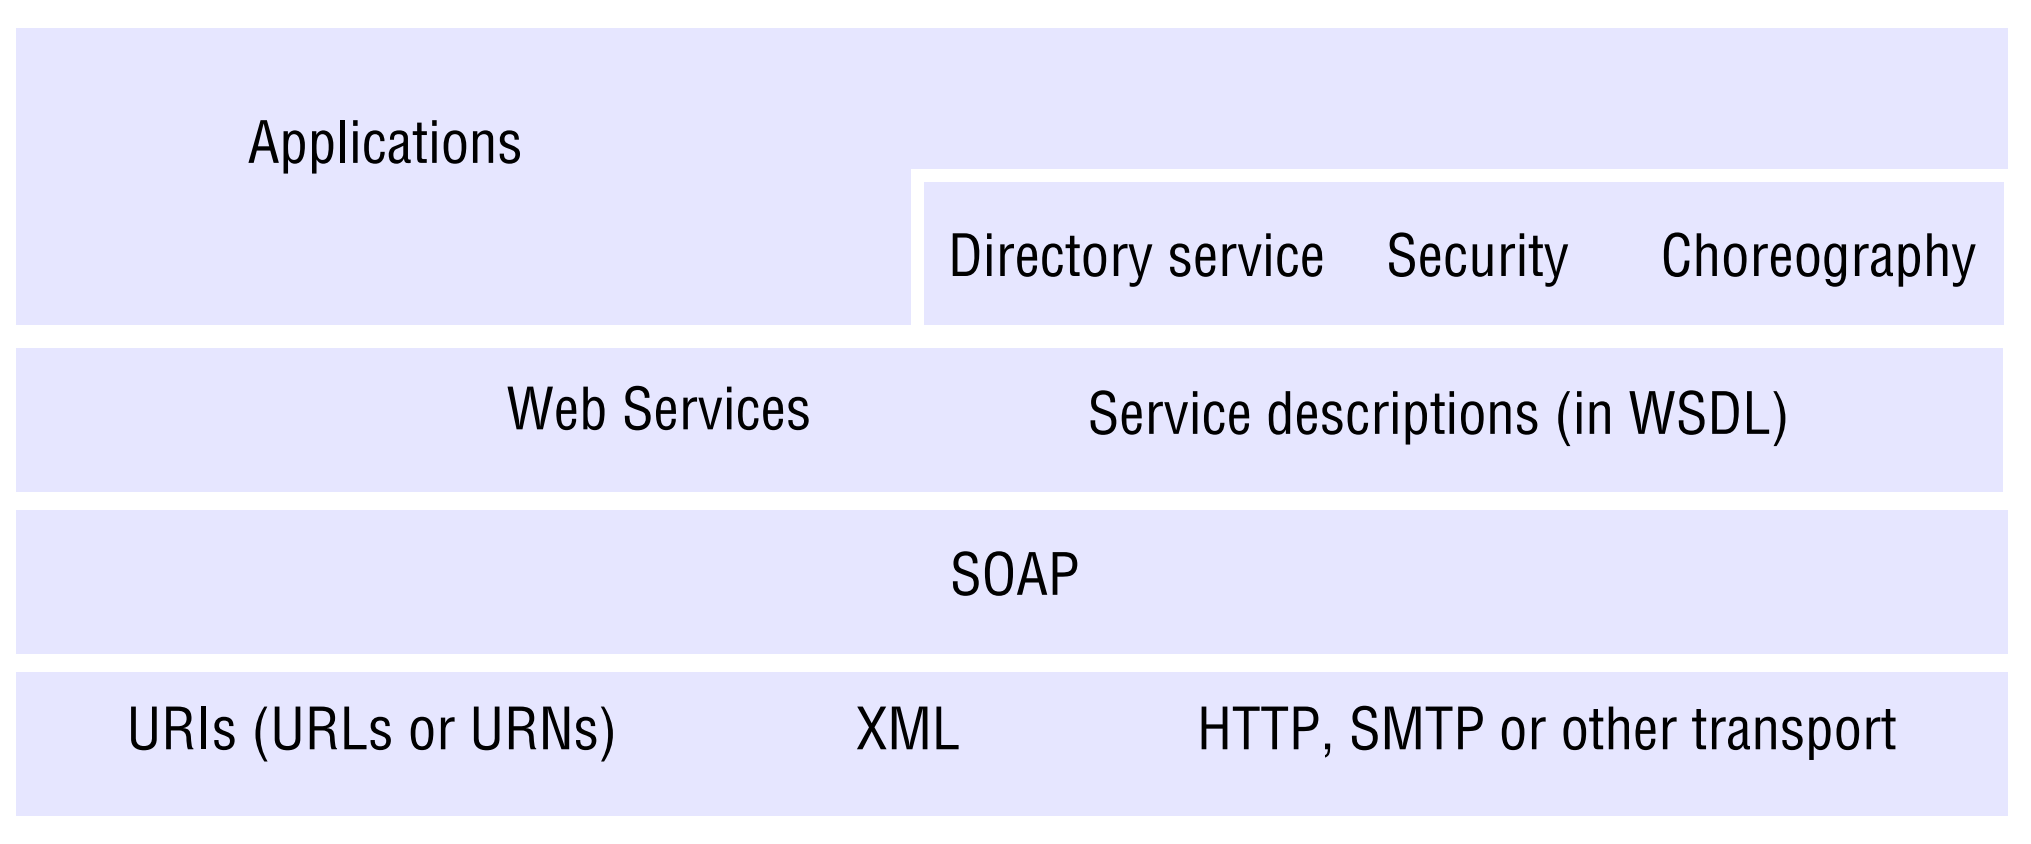 Applications
Directory service Security Choreography
Web Services Service descriptions (in WSDL)
SOAP
URIs (URLs or URNs) XML HTTP, SMTP or other transport